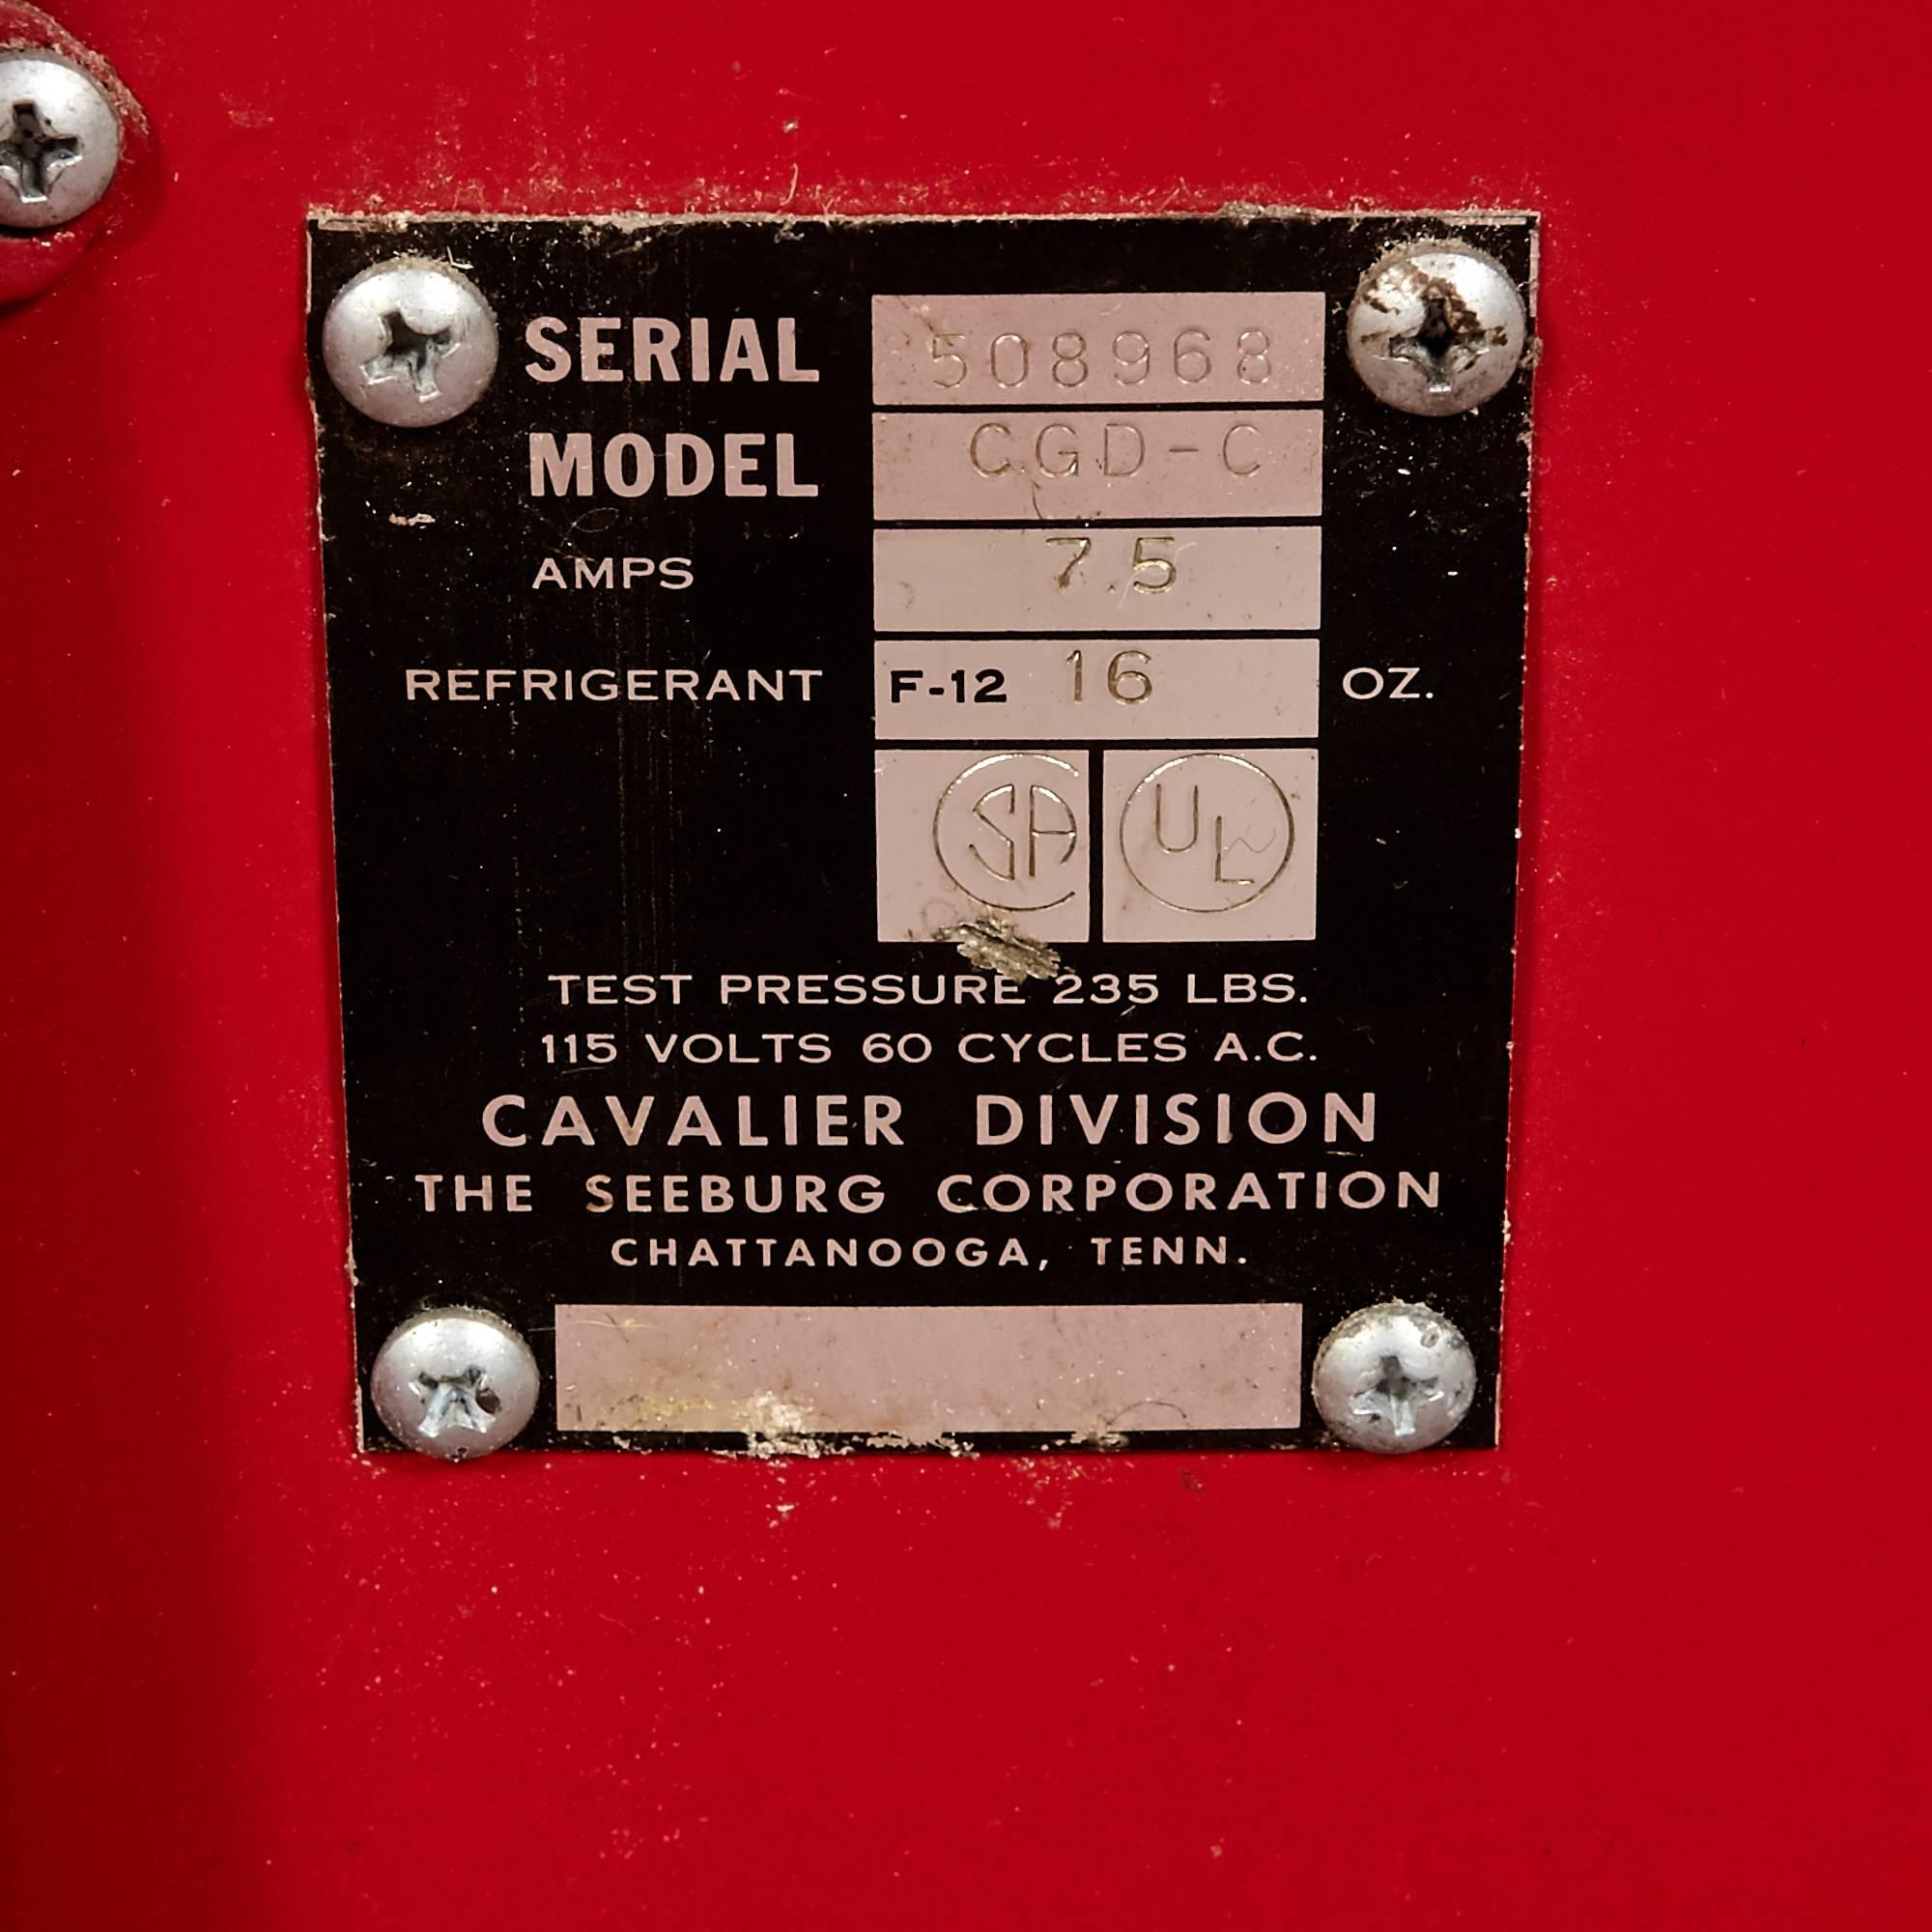 SERIAL 508968
MODEL CGD-C
AMPS 7.5
REFRIGERANT F-12 16 OZ.
SA UL
TEST PRESSURE 235 LBS.
115 VOLTS 60 CYCLES A.C.
CAVALIER DIVISION
THE SEEBURG CORPORATION
CHATTANOOGA, TENN.